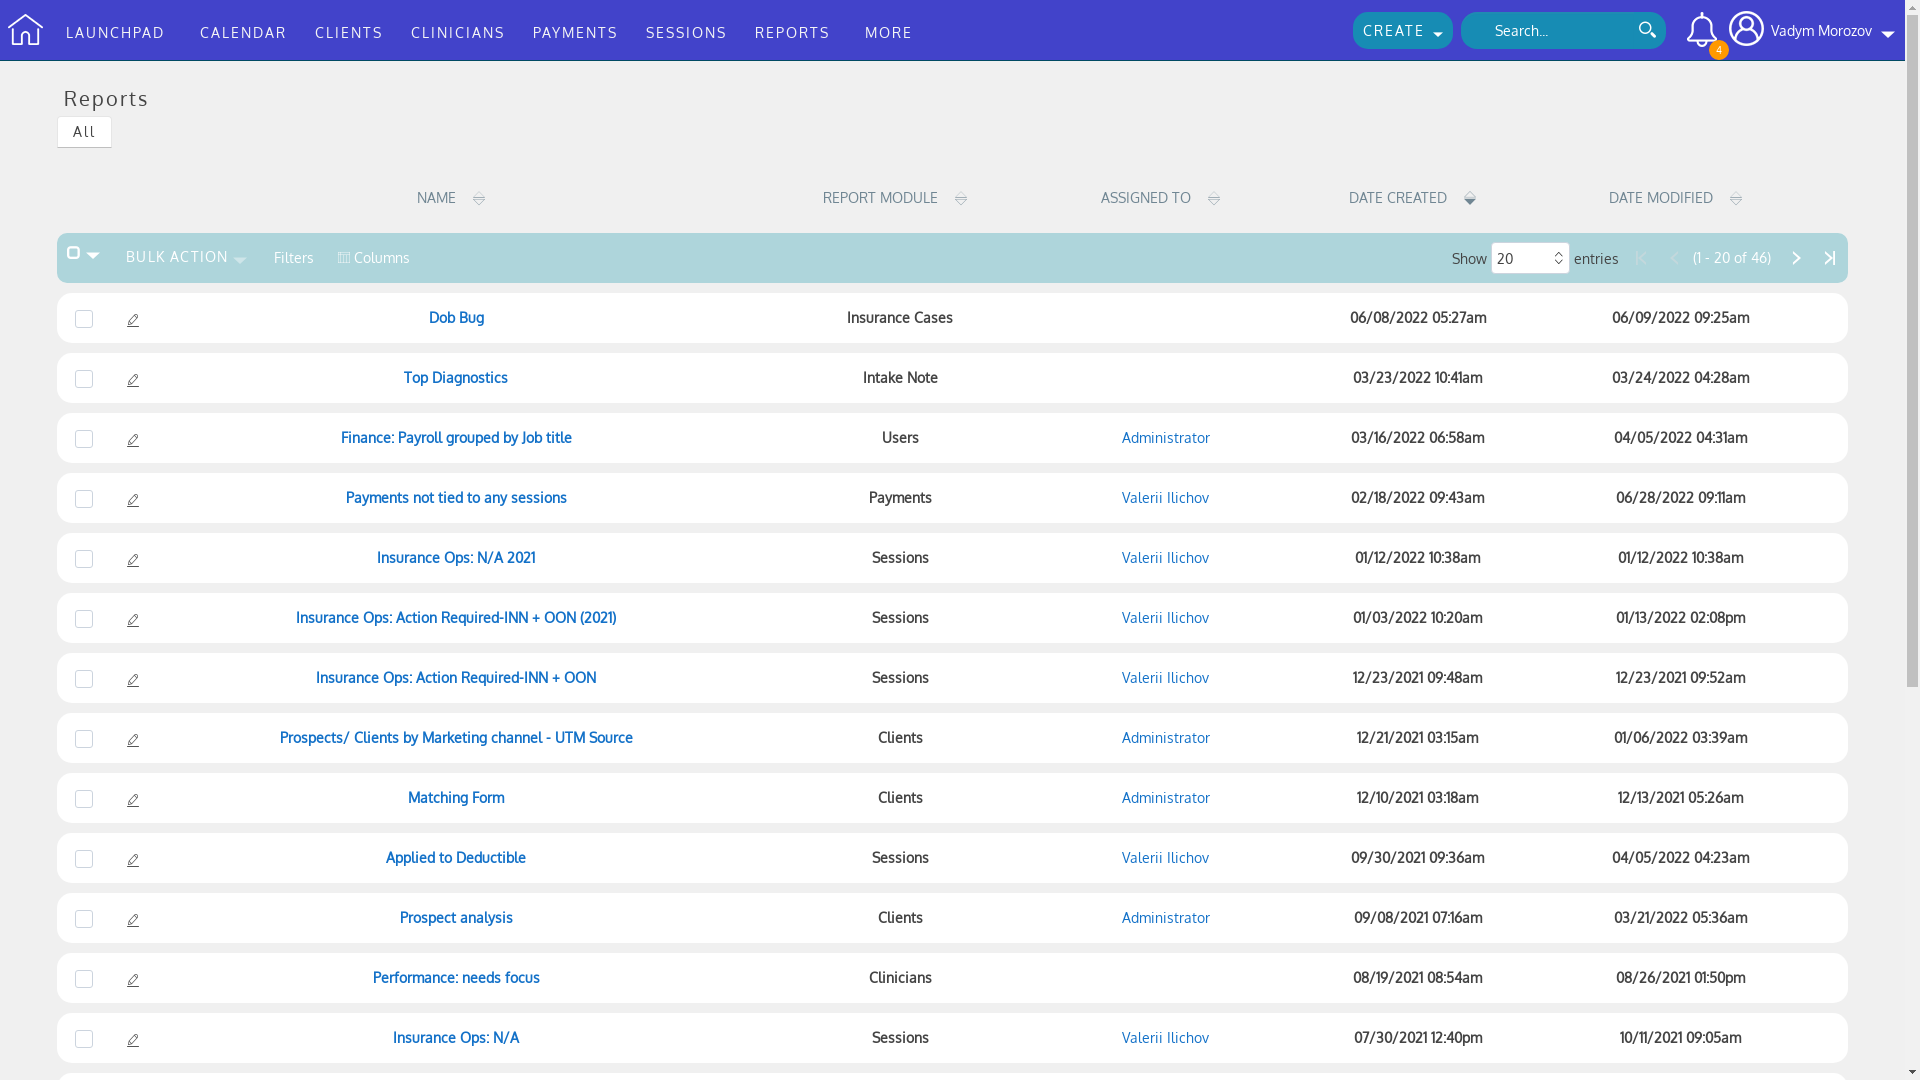 LAUNCHPAD CALENDAR CLIENTS CLINICIANS PAYMENTS SESSIONS REPORTS MORE CREATE Search... 4 Vadym Morozov
Reports
All
NAME REPORT MODULE ASSIGNED TO DATE CREATED DATE MODIFIED
BULK ACTION Filters Columns Show 20 entries (1 - 20 of 46)
Dob Bug Insurance Cases 06/08/2022 05:27am 06/09/2022 09:25am
Top Diagnostics Intake Note 03/23/2022 10:41am 03/24/2022 04:28am
Finance: Payroll grouped by Job title Users Administrator 03/16/2022 06:58am 04/05/2022 04:31am
Payments not tied to any sessions Payments Valerii Ilichov 02/18/2022 09:43am 06/28/2022 09:11am
Insurance Ops: N/A 2021 Sessions Valerii Ilichov 01/12/2022 10:38am 01/12/2022 10:38am
Insurance Ops: Action Required-INN + OON (2021) Sessions Valerii Ilichov 01/03/2022 10:20am 01/13/2022 02:08pm
Insurance Ops: Action Required-INN + OON Sessions Valerii Ilichov 12/23/2021 09:48am 12/23/2021 09:52am
Prospects/ Clients by Marketing channel - UTM Source Clients Administrator 12/21/2021 03:15am 01/06/2022 03:39am
Matching Form Clients Administrator 12/10/2021 03:18am 12/13/2021 05:26am
Applied to Deductible Sessions Valerii Ilichov 09/30/2021 09:36am 04/05/2022 04:23am
Prospect analysis Clients Administrator 09/08/2021 07:16am 03/21/2022 05:36am
Performance: needs focus Clinicians 08/19/2021 08:54am 08/26/2021 01:50pm
Insurance Ops: N/A Sessions Valerii Ilichov 07/30/2021 12:40pm 10/11/2021 09:05am